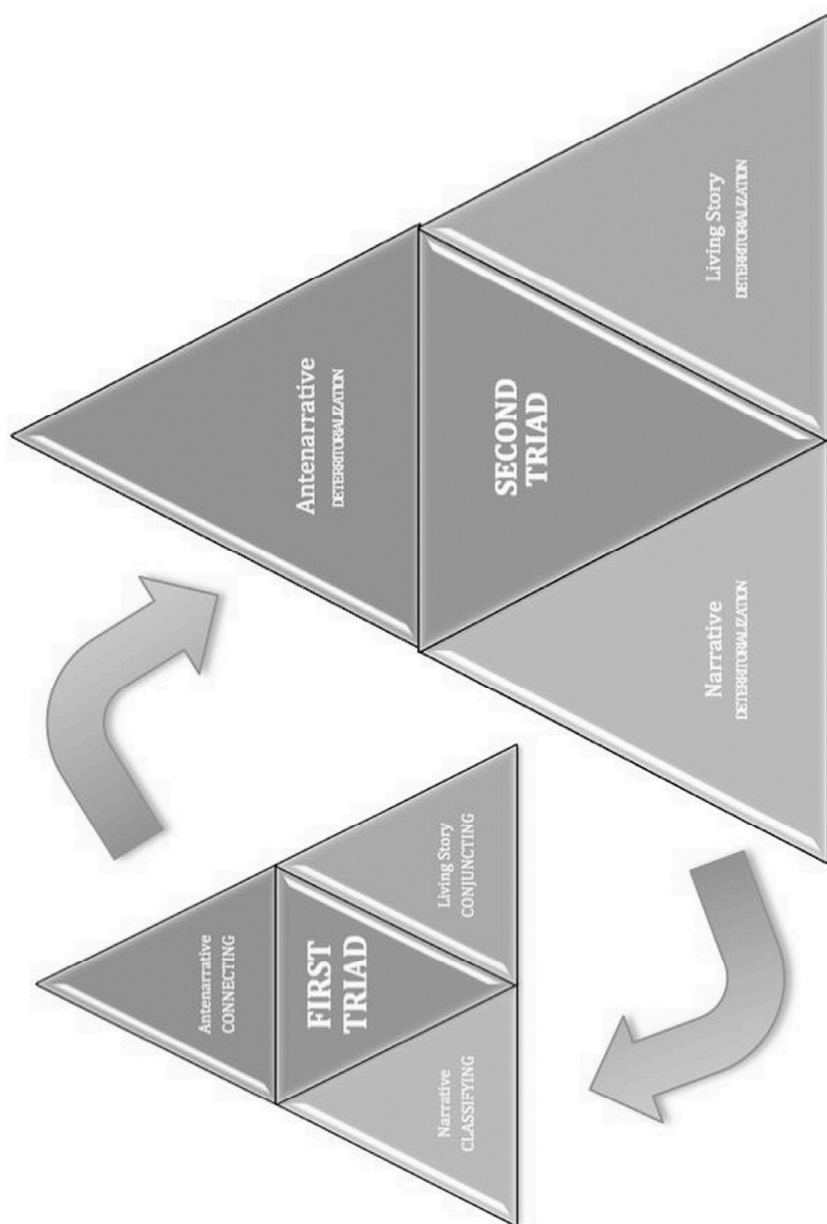 Antenarrative
CONNECTING
FIRST
TRIAD
Narrative
CLASSIFYING
Living Story
CONJUNCTING
Antenarrative
DETERRITORIALIZATION
SECOND
TRIAD
Narrative
DETERRITORIALIZATION
Living Story
DETERRITORIALIZATION